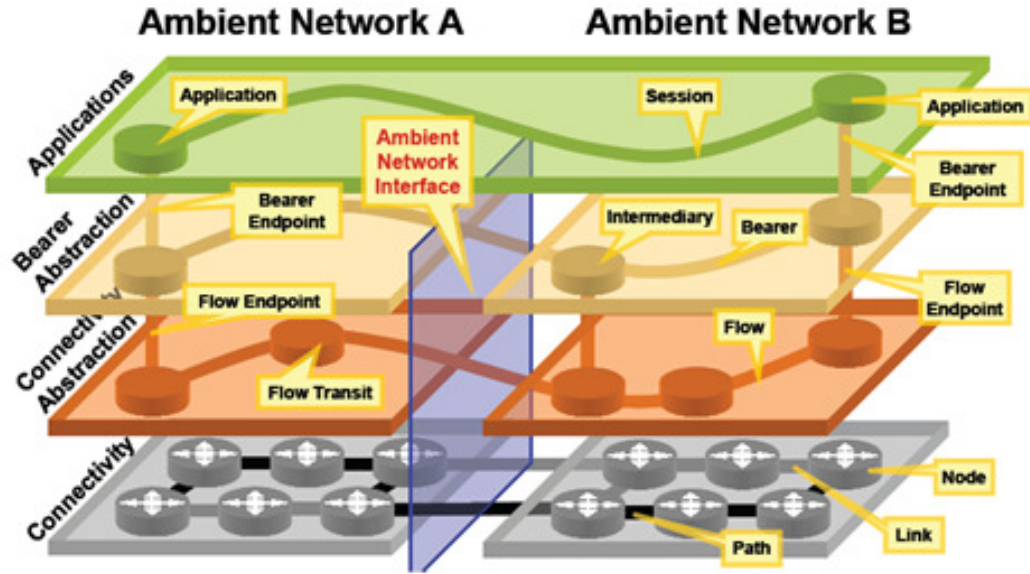 Ambient Network A
Ambient Network B
Applications
Application
Session
Application
Ambient
Network
Interface
Bearer
Endpoint
Bearer
Abstraction
Bearer
Endpoint
Intermediary
Bearer
Flow Endpoint
Flow
Endpoint
Connectivity
Abstraction
Flow
Flow Transit
Connectivity
Node
Link
Path